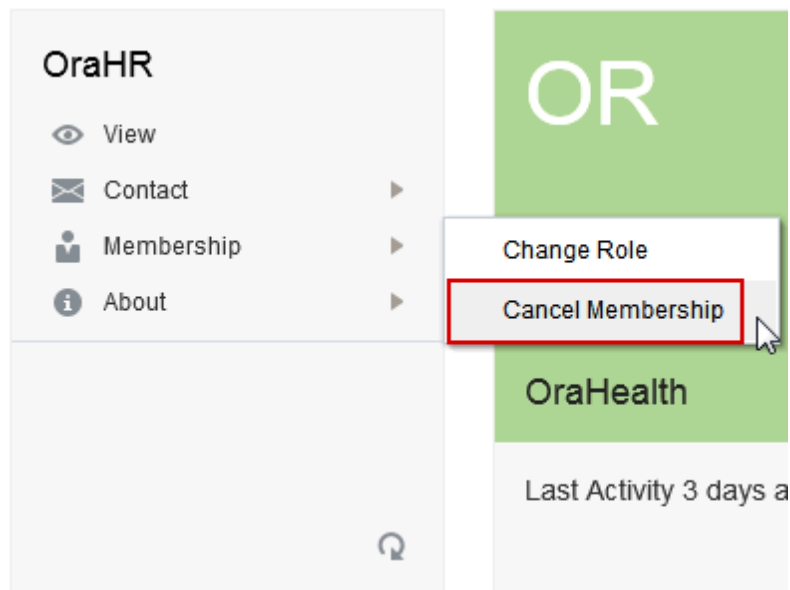 OraHR
View
Contact
Membership
About
Change Role
Cancel Membership
OR
OraHealth
Last Activity 3 days a